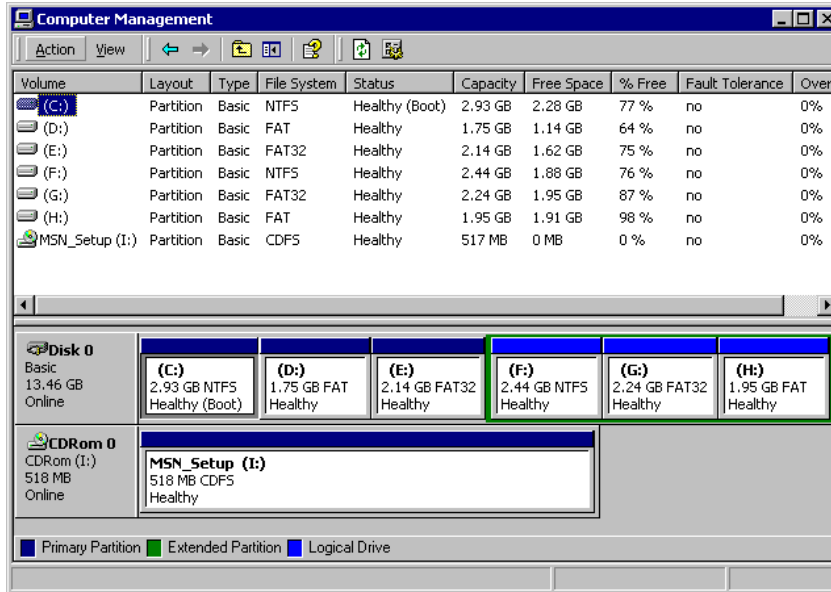 Computer Management
Action View
Volume Layout Type File System Status Capacity Free Space % Free Fault Tolerance Over
(C:) Partition Basic NTFS Healthy (Boot) 2.93 GB 2.28 GB 77 % no 0%
(D:) Partition Basic FAT Healthy 1.75 GB 1.14 GB 64 % no 0%
(E:) Partition Basic FAT32 Healthy 2.14 GB 1.62 GB 75 % no 0%
(F:) Partition Basic NTFS Healthy 2.44 GB 1.88 GB 76 % no 0%
(G:) Partition Basic FAT32 Healthy 2.24 GB 1.95 GB 87 % no 0%
(H:) Partition Basic FAT Healthy 1.95 GB 1.91 GB 98 % no 0%
MSN_Setup (I:) Partition Basic CDFS Healthy 517 MB 0 MB 0 % no 0%
Disk 0
Basic
13.46 GB
Online
(C:)
2.93 GB NTFS
Healthy (Boot)
(D:)
1.75 GB FAT
Healthy
(E:)
2.14 GB FAT32
Healthy
(F:)
2.44 GB NTFS
Healthy
(G:)
2.24 GB FAT32
Healthy
(H:)
1.95 GB FAT
Healthy
CDRom 0
CDRom (I:)
518 MB
Online
MSN_Setup (I:)
518 MB CDFS
Healthy
Primary Partition Extended Partition Logical Drive